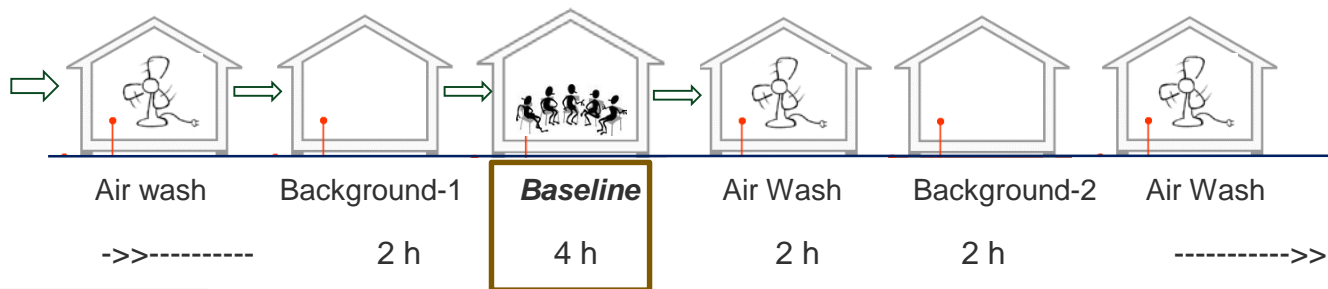 Air wash Background-1 Baseline Air Wash Background-2 Air Wash
->>---------- 2 h 4 h 2 h 2 h ----------->>